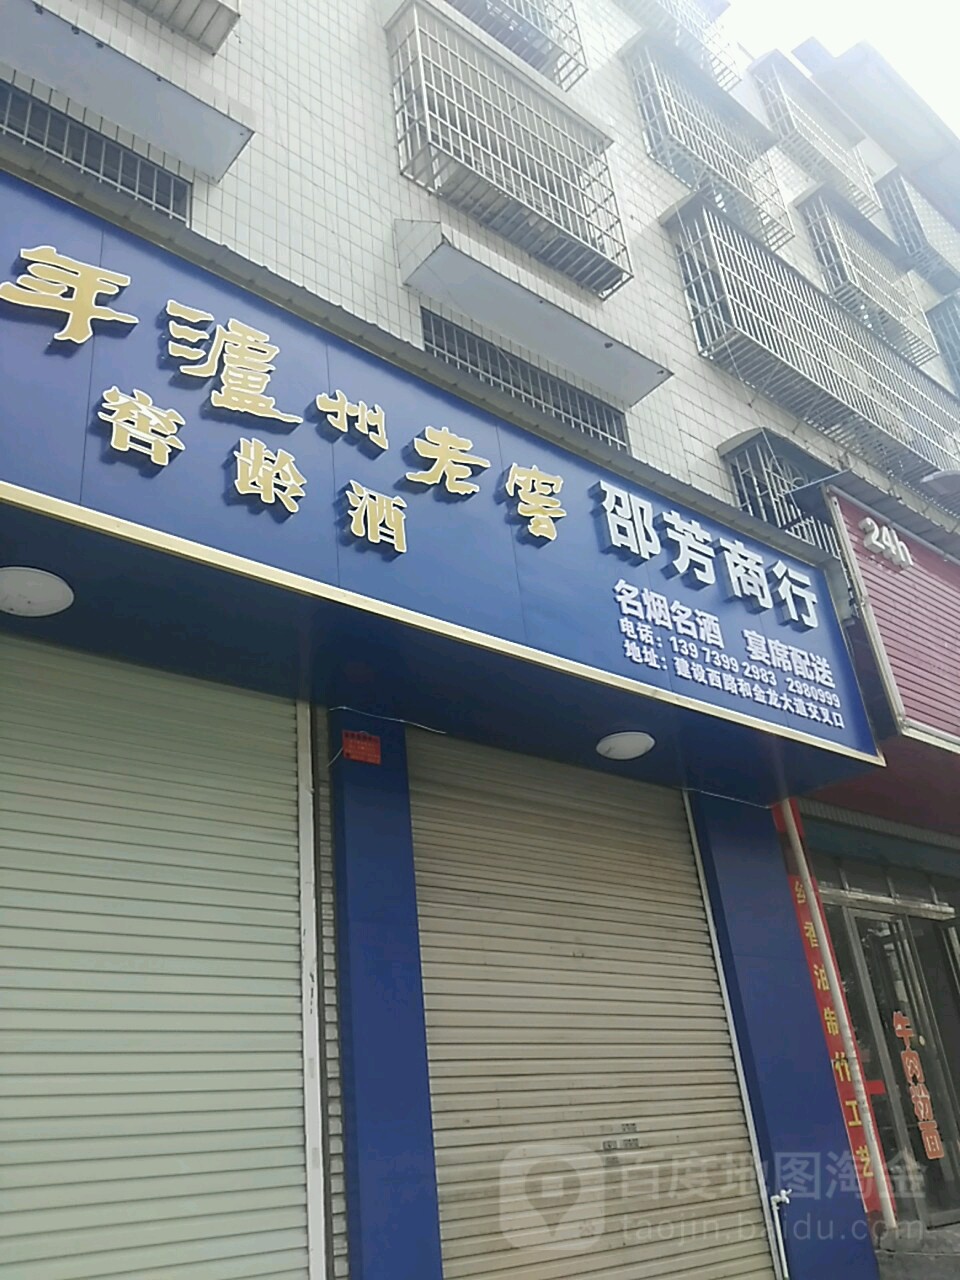 年泸州老窖
窖龄酒
邵芳商行
名烟名酒 宴席配送
电话：139 7399 2983 2980999
地址：建设西路和金龙大道交叉口
24h
牛肉粉面
百度地图淘金
taojin.baidu.com